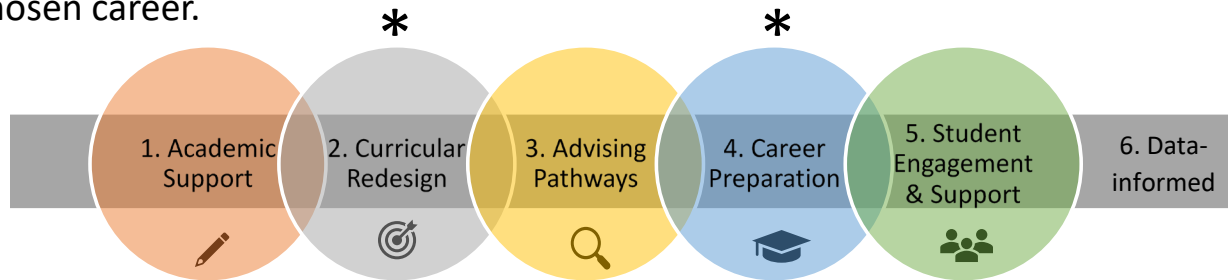 osen career.
*
*
1. Academic
Support
2. Curricular
Redesign
3. Advising
Pathways
4. Career
Preparation
5. Student
Engagement
& Support
6. Data-
informed